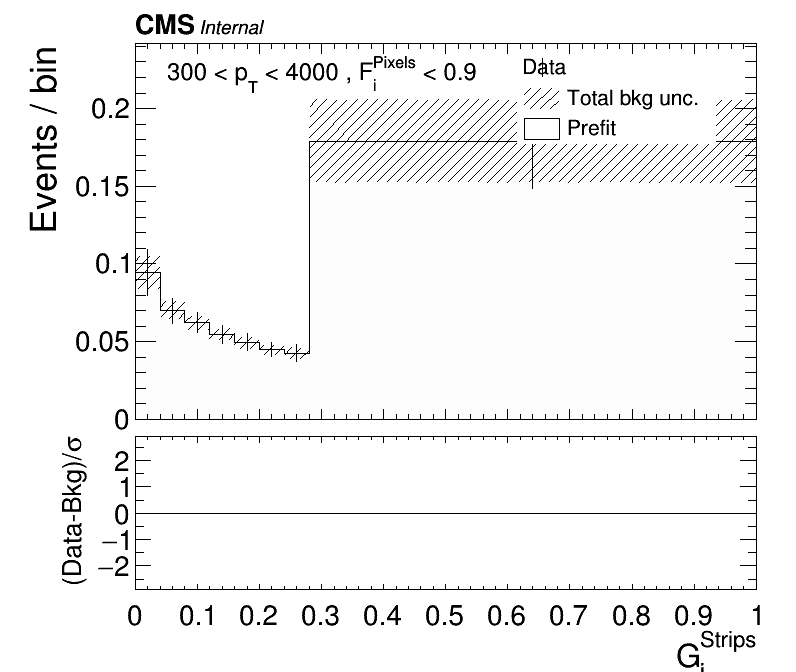 CMS Internal
300 < p_T < 4000 , F_i^Pixels < 0.9
Data
Total bkg unc.
Prefit
Events / bin
0.2
0.15
0.1
0.05
0
(Data-Bkg)/σ
2
1
0
−1
−2
0 0.1 0.2 0.3 0.4 0.5 0.6 0.7 0.8 0.9 1
G_i^Strips